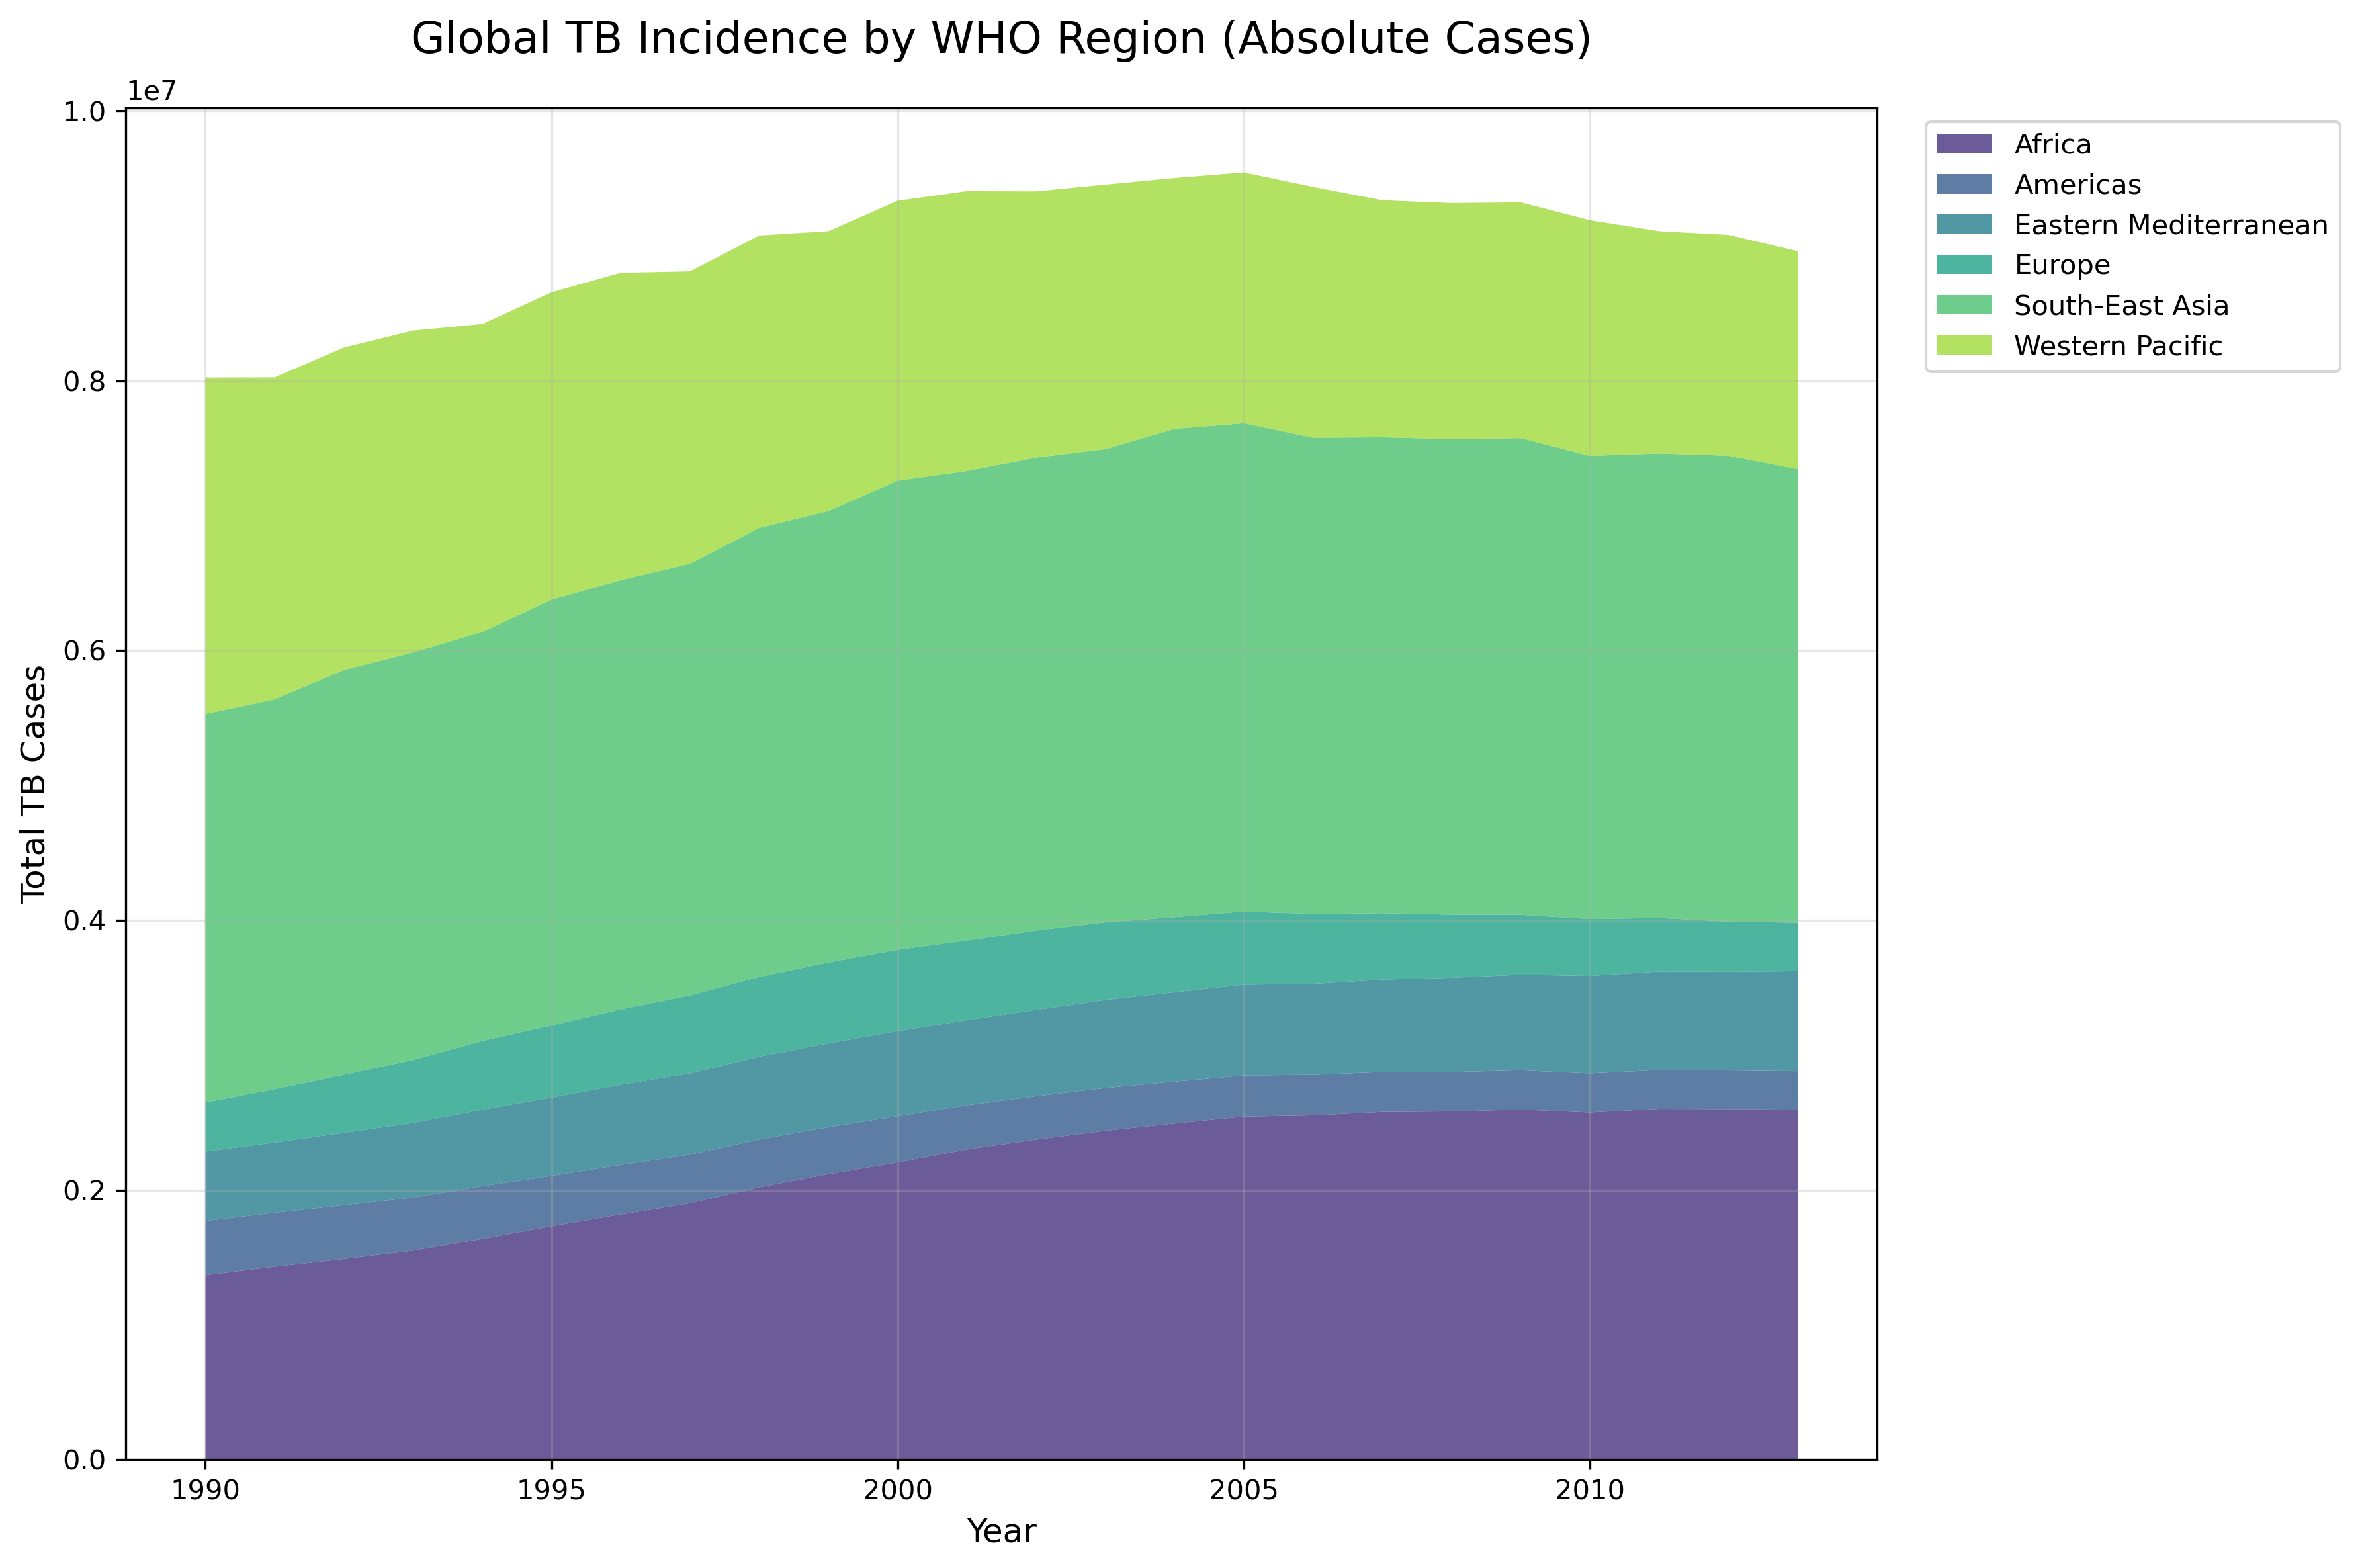 Global TB Incidence by WHO Region (Absolute Cases)
1e7
1.0
0.8
0.6
0.4
0.2
0.0
Total TB Cases
1990 1995 2000 2005 2010
Year
Africa
Americas
Eastern Mediterranean
Europe
South-East Asia
Western Pacific